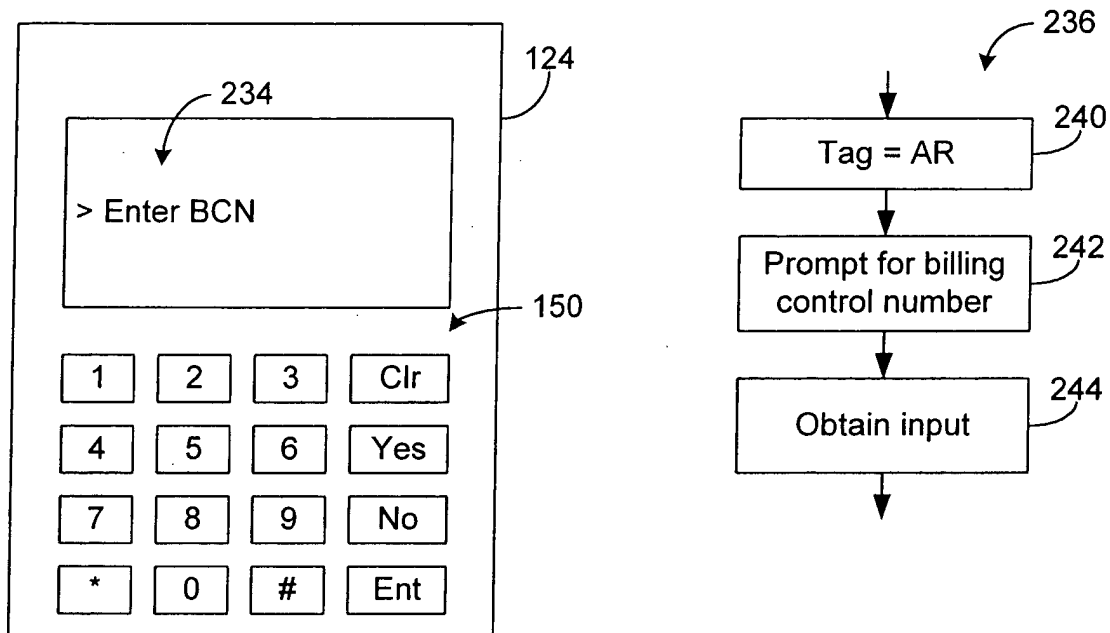 124
234
> Enter BCN
150
1 2 3 Clr
4 5 6 Yes
7 8 9 No
* 0 # Ent
236
240
Tag = AR
242
Prompt for billing
control number
244
Obtain input